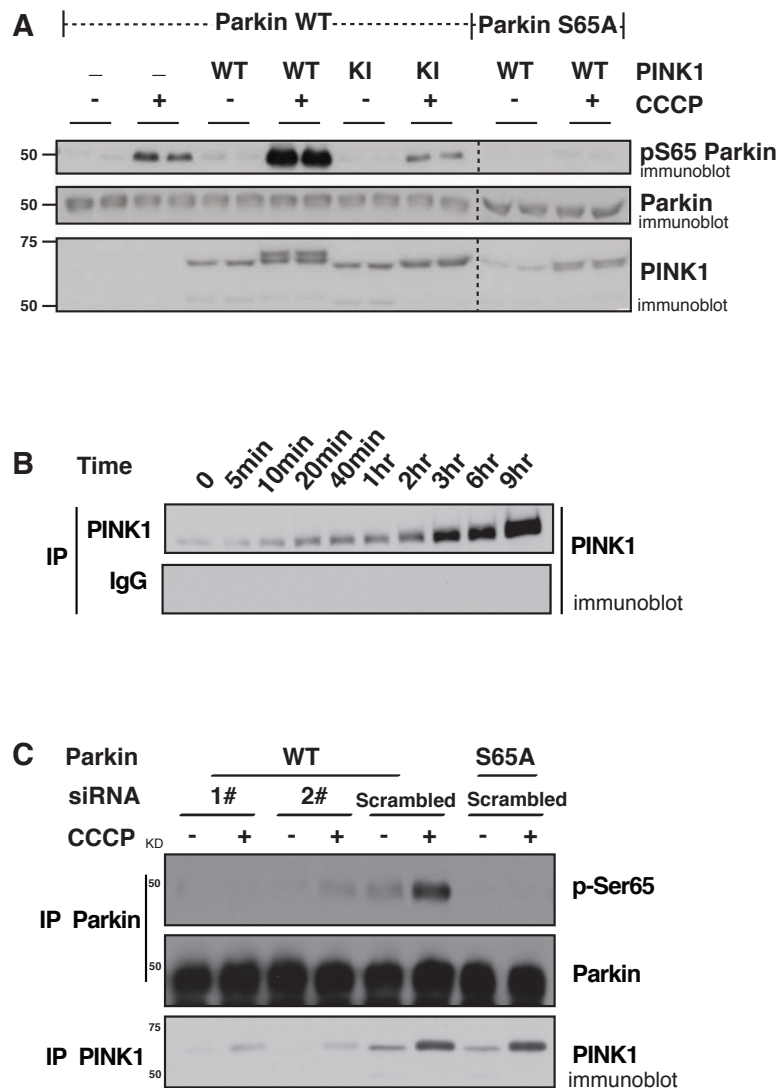 A
Parkin WT
Parkin S65A
– – WT WT KI KI WT WT PINK1
- + - + - + - + CCCP
50 pS65 Parkin
immunoblot
50 Parkin
immunoblot
75
PINK1
50
immunoblot
B Time 0 5min 10min 20min 40min 1hr 2hr 3hr 6hr 9hr
IP PINK1 PINK1
IgG
immunoblot
C Parkin WT S65A
siRNA 1# 2# Scrambled Scrambled
CCCP - + - + - + - +
KD
50 p-Ser65
IP Parkin
50 Parkin
75
IP PINK1 PINK1
50 immunoblot